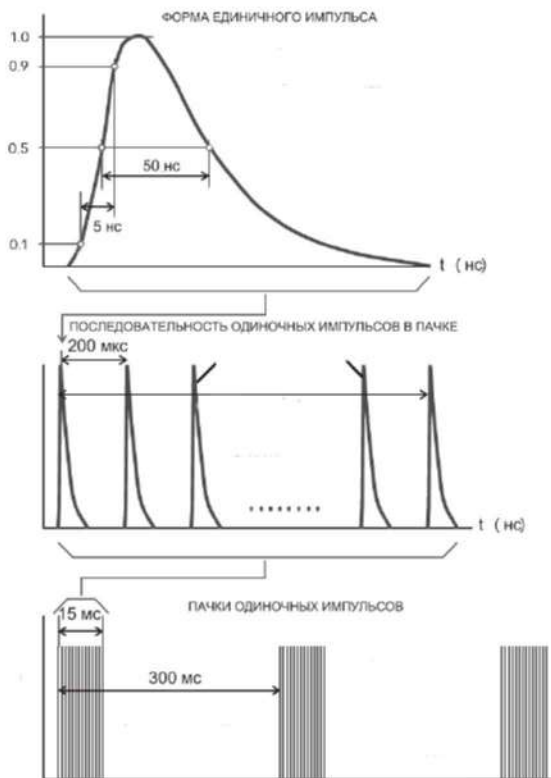 ФОРМА ЕДИНИЧНОГО ИМПУЛЬСА
1.0
0.9
0.5
50 нс
5 нс
0.1
t ( нс)
ПОСЛЕДОВАТЕЛЬНОСТЬ ОДИНОЧНЫХ ИМПУЛЬСОВ В ПАЧКЕ
200 мкс
t ( нс)
ПАЧКИ ОДИНОЧНЫХ ИМПУЛЬСОВ
15 мс
300 мс